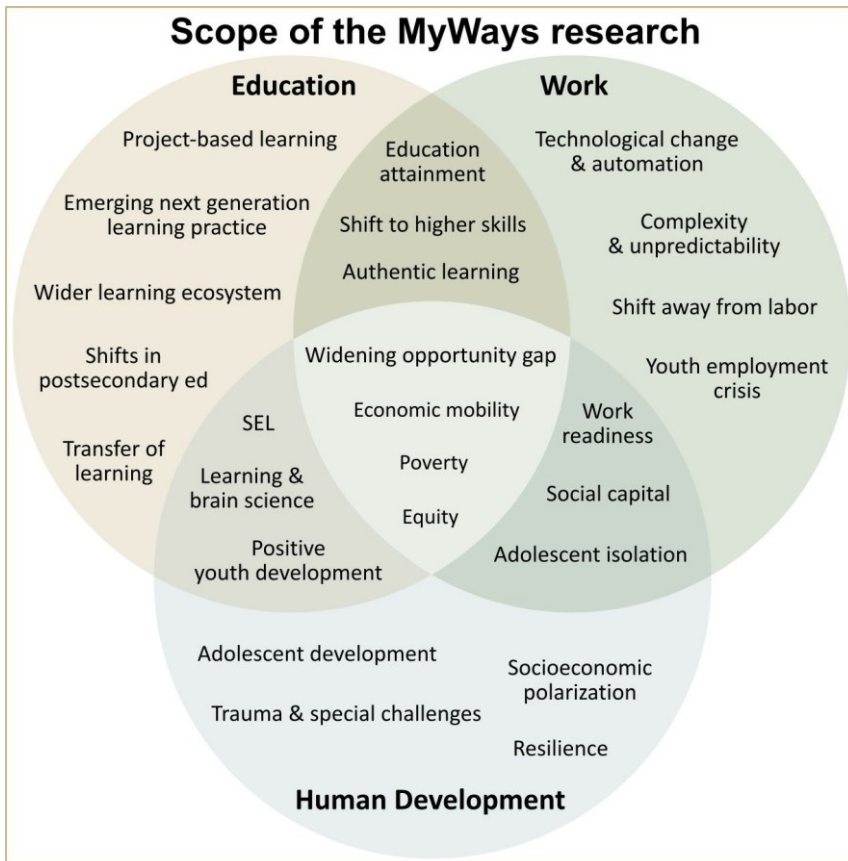 Scope of the MyWays research
Education
Project-based learning
Emerging next generation
learning practice
Wider learning ecosystem
Shifts in
postsecondary ed
Transfer of
learning
Education
attainment
Shift to higher skills
Authentic learning
Work
Technological change
& automation
Complexity
& unpredictability
Shift away from labor
Youth employment
crisis
Widening opportunity gap
Economic mobility
Poverty
Equity
SEL
Learning &
brain science
Positive
youth development
Work
readiness
Social capital
Adolescent isolation
Adolescent development
Trauma & special challenges
Socioeconomic
polarization
Resilience
Human Development